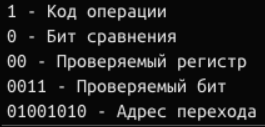 1 - Код операции
0 - Бит сравнения
00 - Проверяемый регистр
0011 - Проверяемый бит
01001010 - Адрес перехода